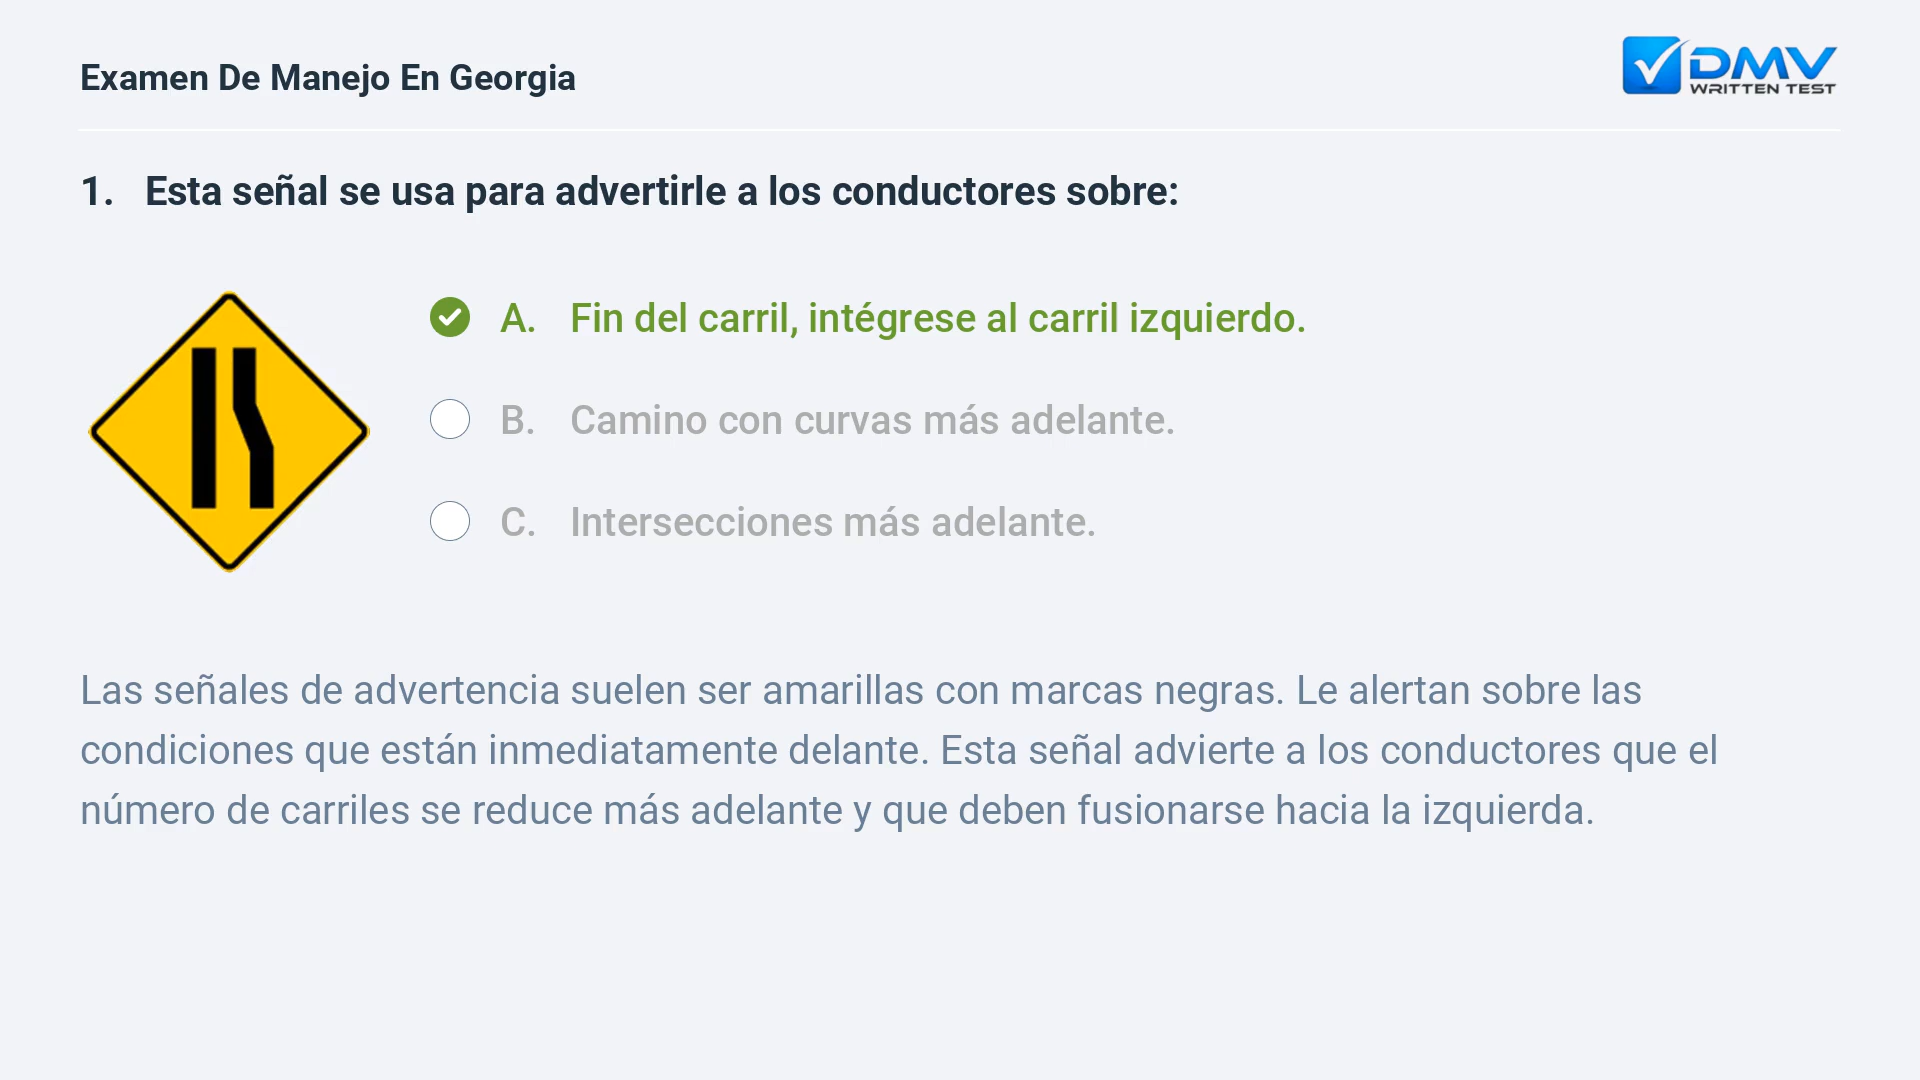 Examen De Manejo En Georgia
DMV
WRITTEN TEST
1. Esta señal se usa para advertirle a los conductores sobre:
A. Fin del carril, intégrese al carril izquierdo.
B. Camino con curvas más adelante.
C. Intersecciones más adelante.
Las señales de advertencia suelen ser amarillas con marcas negras. Le alertan sobre las
condiciones que están inmediatamente delante. Esta señal advierte a los conductores que el
número de carriles se reduce más adelante y que deben fusionarse hacia la izquierda.